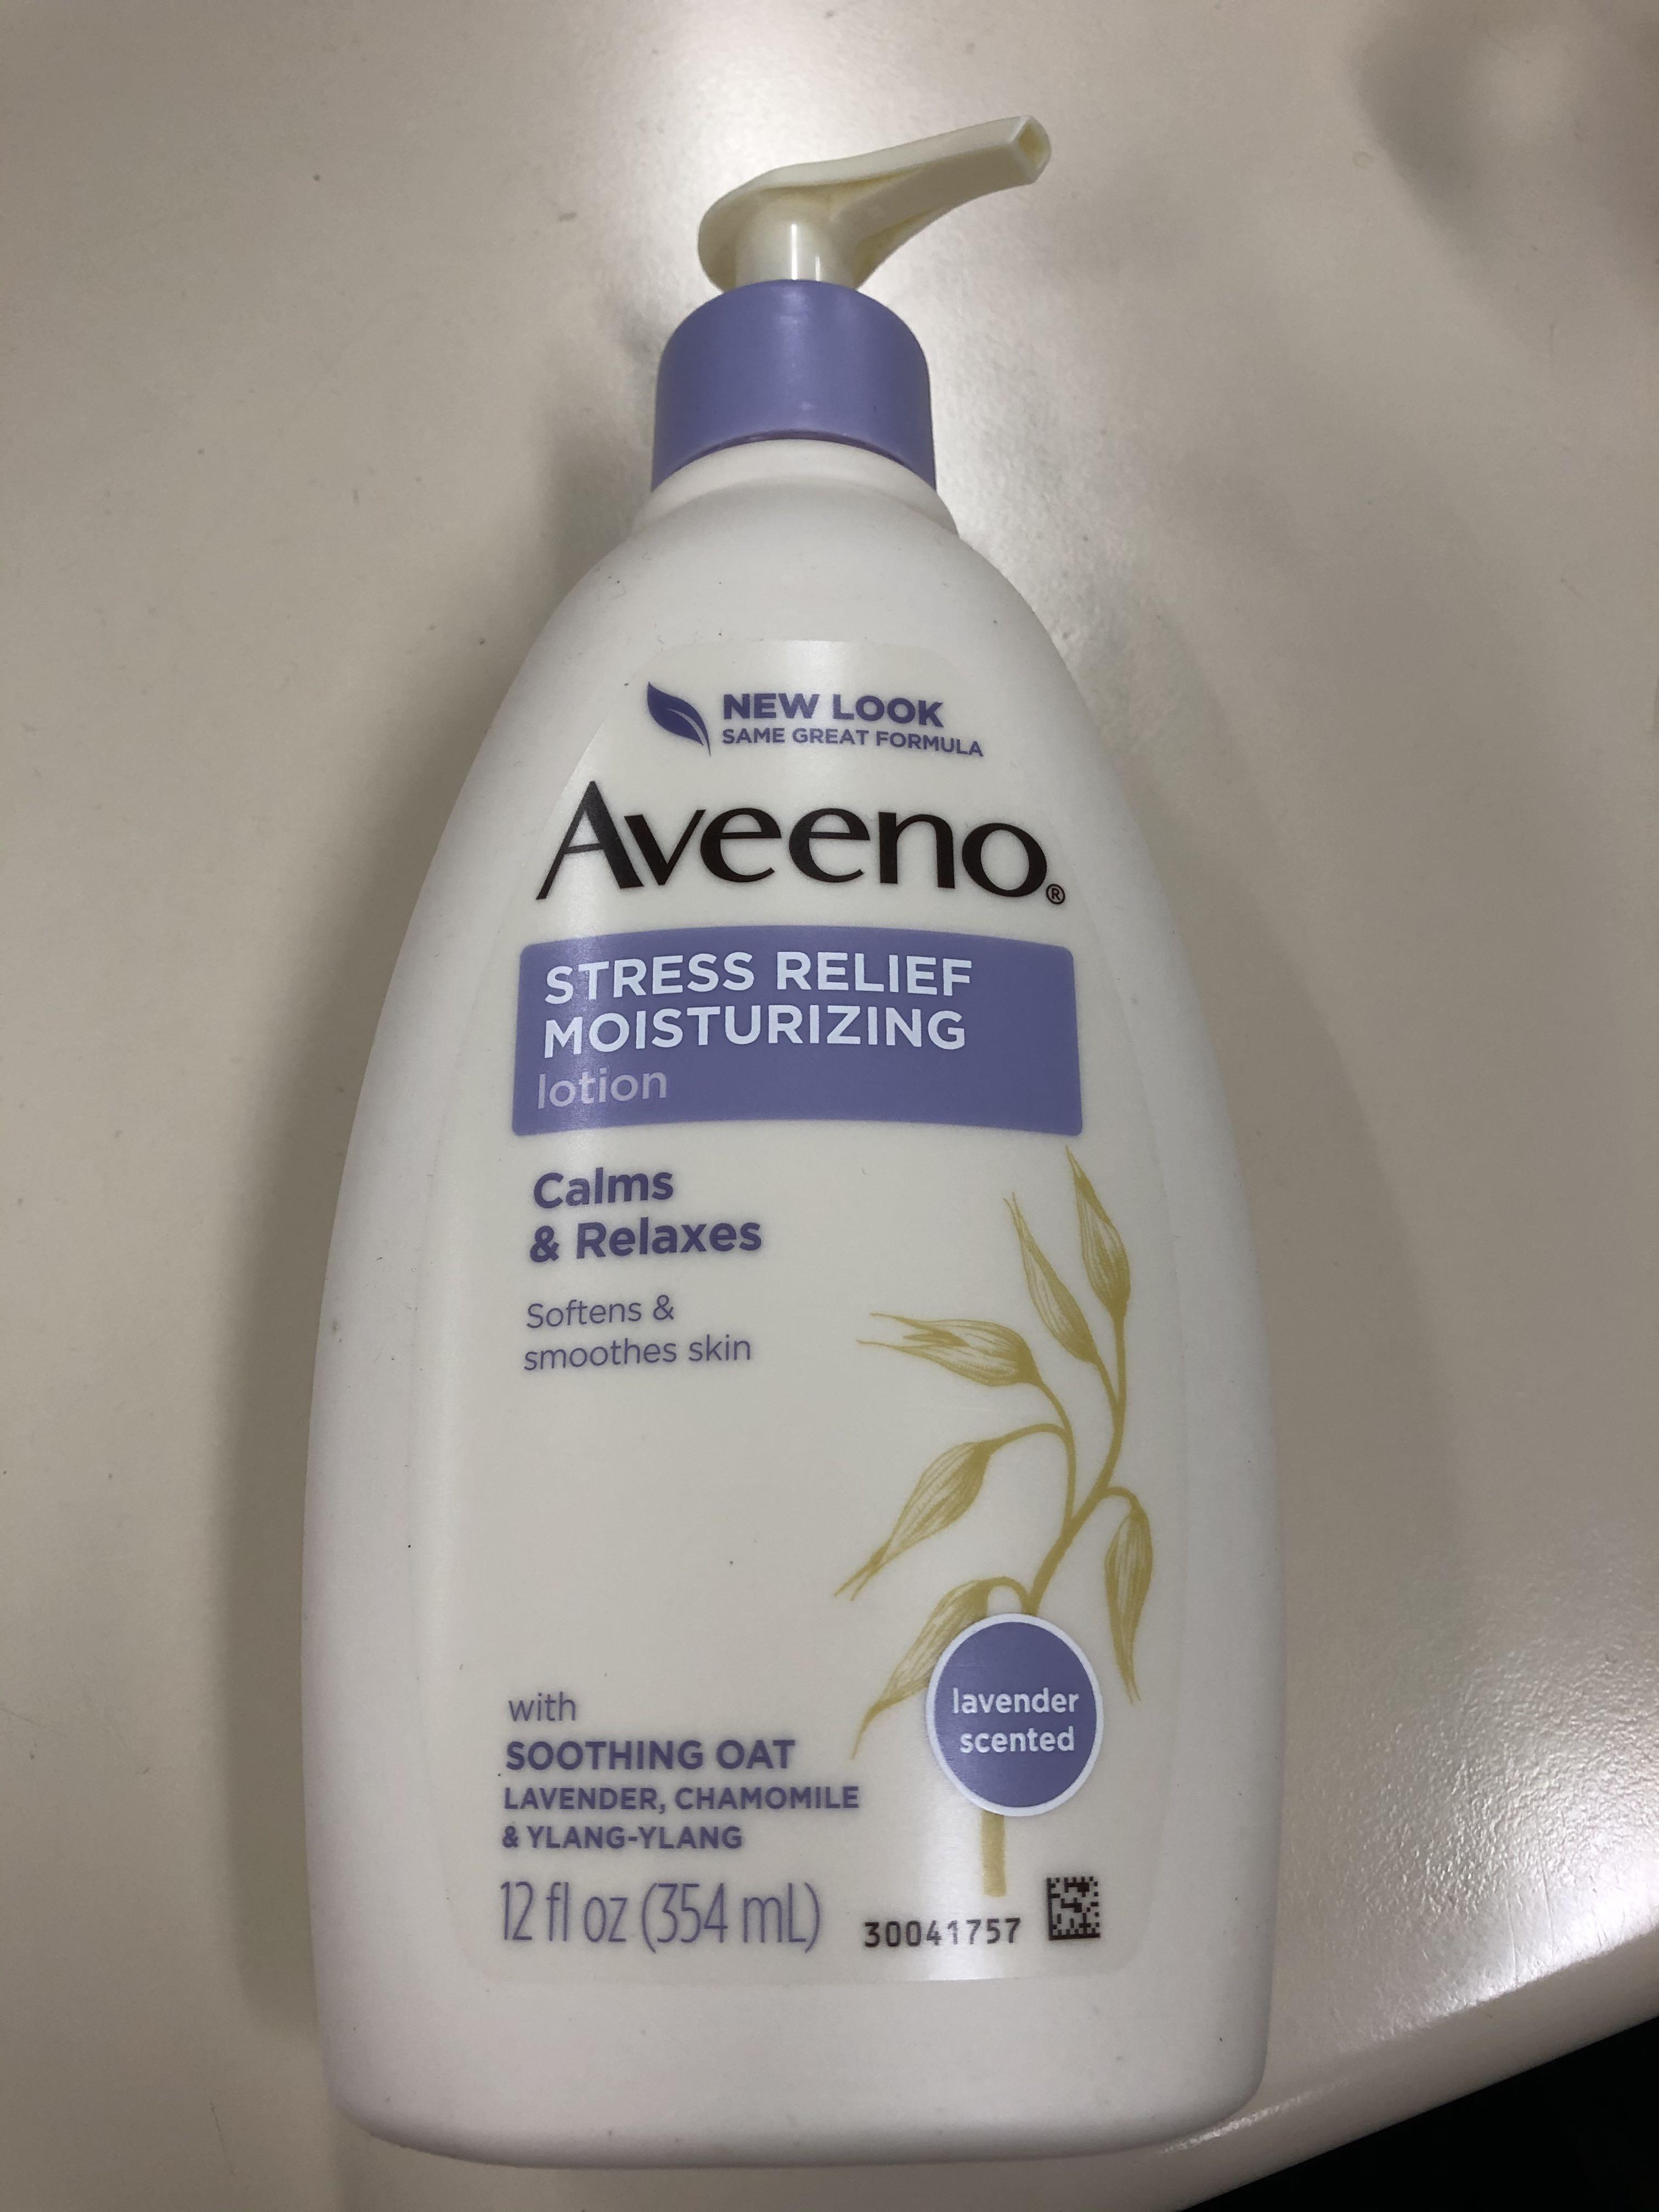 NEW LOOK
SAME GREAT FORMULA
Aveeno®
STRESS RELIEF
MOISTURIZING
lotion
Calms
& Relaxes
Softens &
smoothes skin
lavender
scented
with
SOOTHING OAT
LAVENDER, CHAMOMILE
& YLANG-YLANG
12 fl oz (354 mL)
30041757